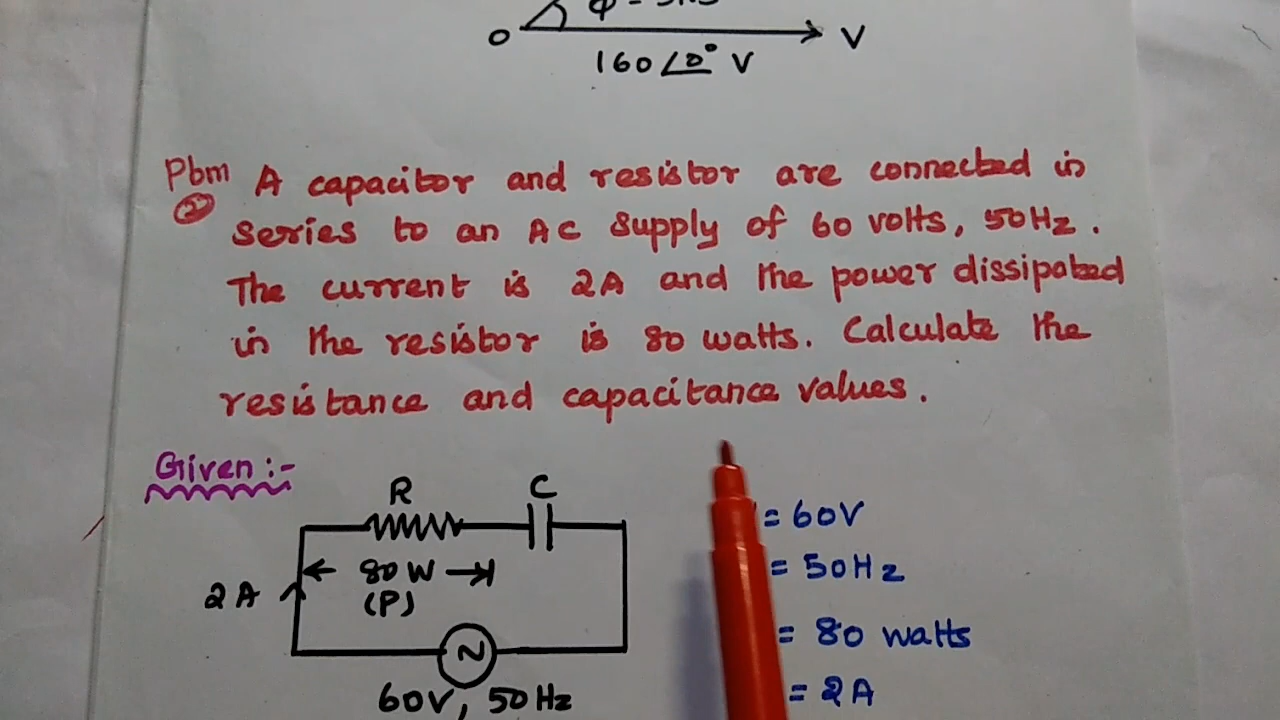 O V
160∠0° V
Pbm A capacitor and resistor are connected in
② series to an AC supply of 60 volts, 50Hz.
The current is 2A and the power dissipated
in the resistor is 80 watts. Calculate the
resistance and capacitance values.
Given:-
R C
= 60V
80W
= 50Hz
2A
(P)
= 80 watts
60V, 50Hz
= 2A